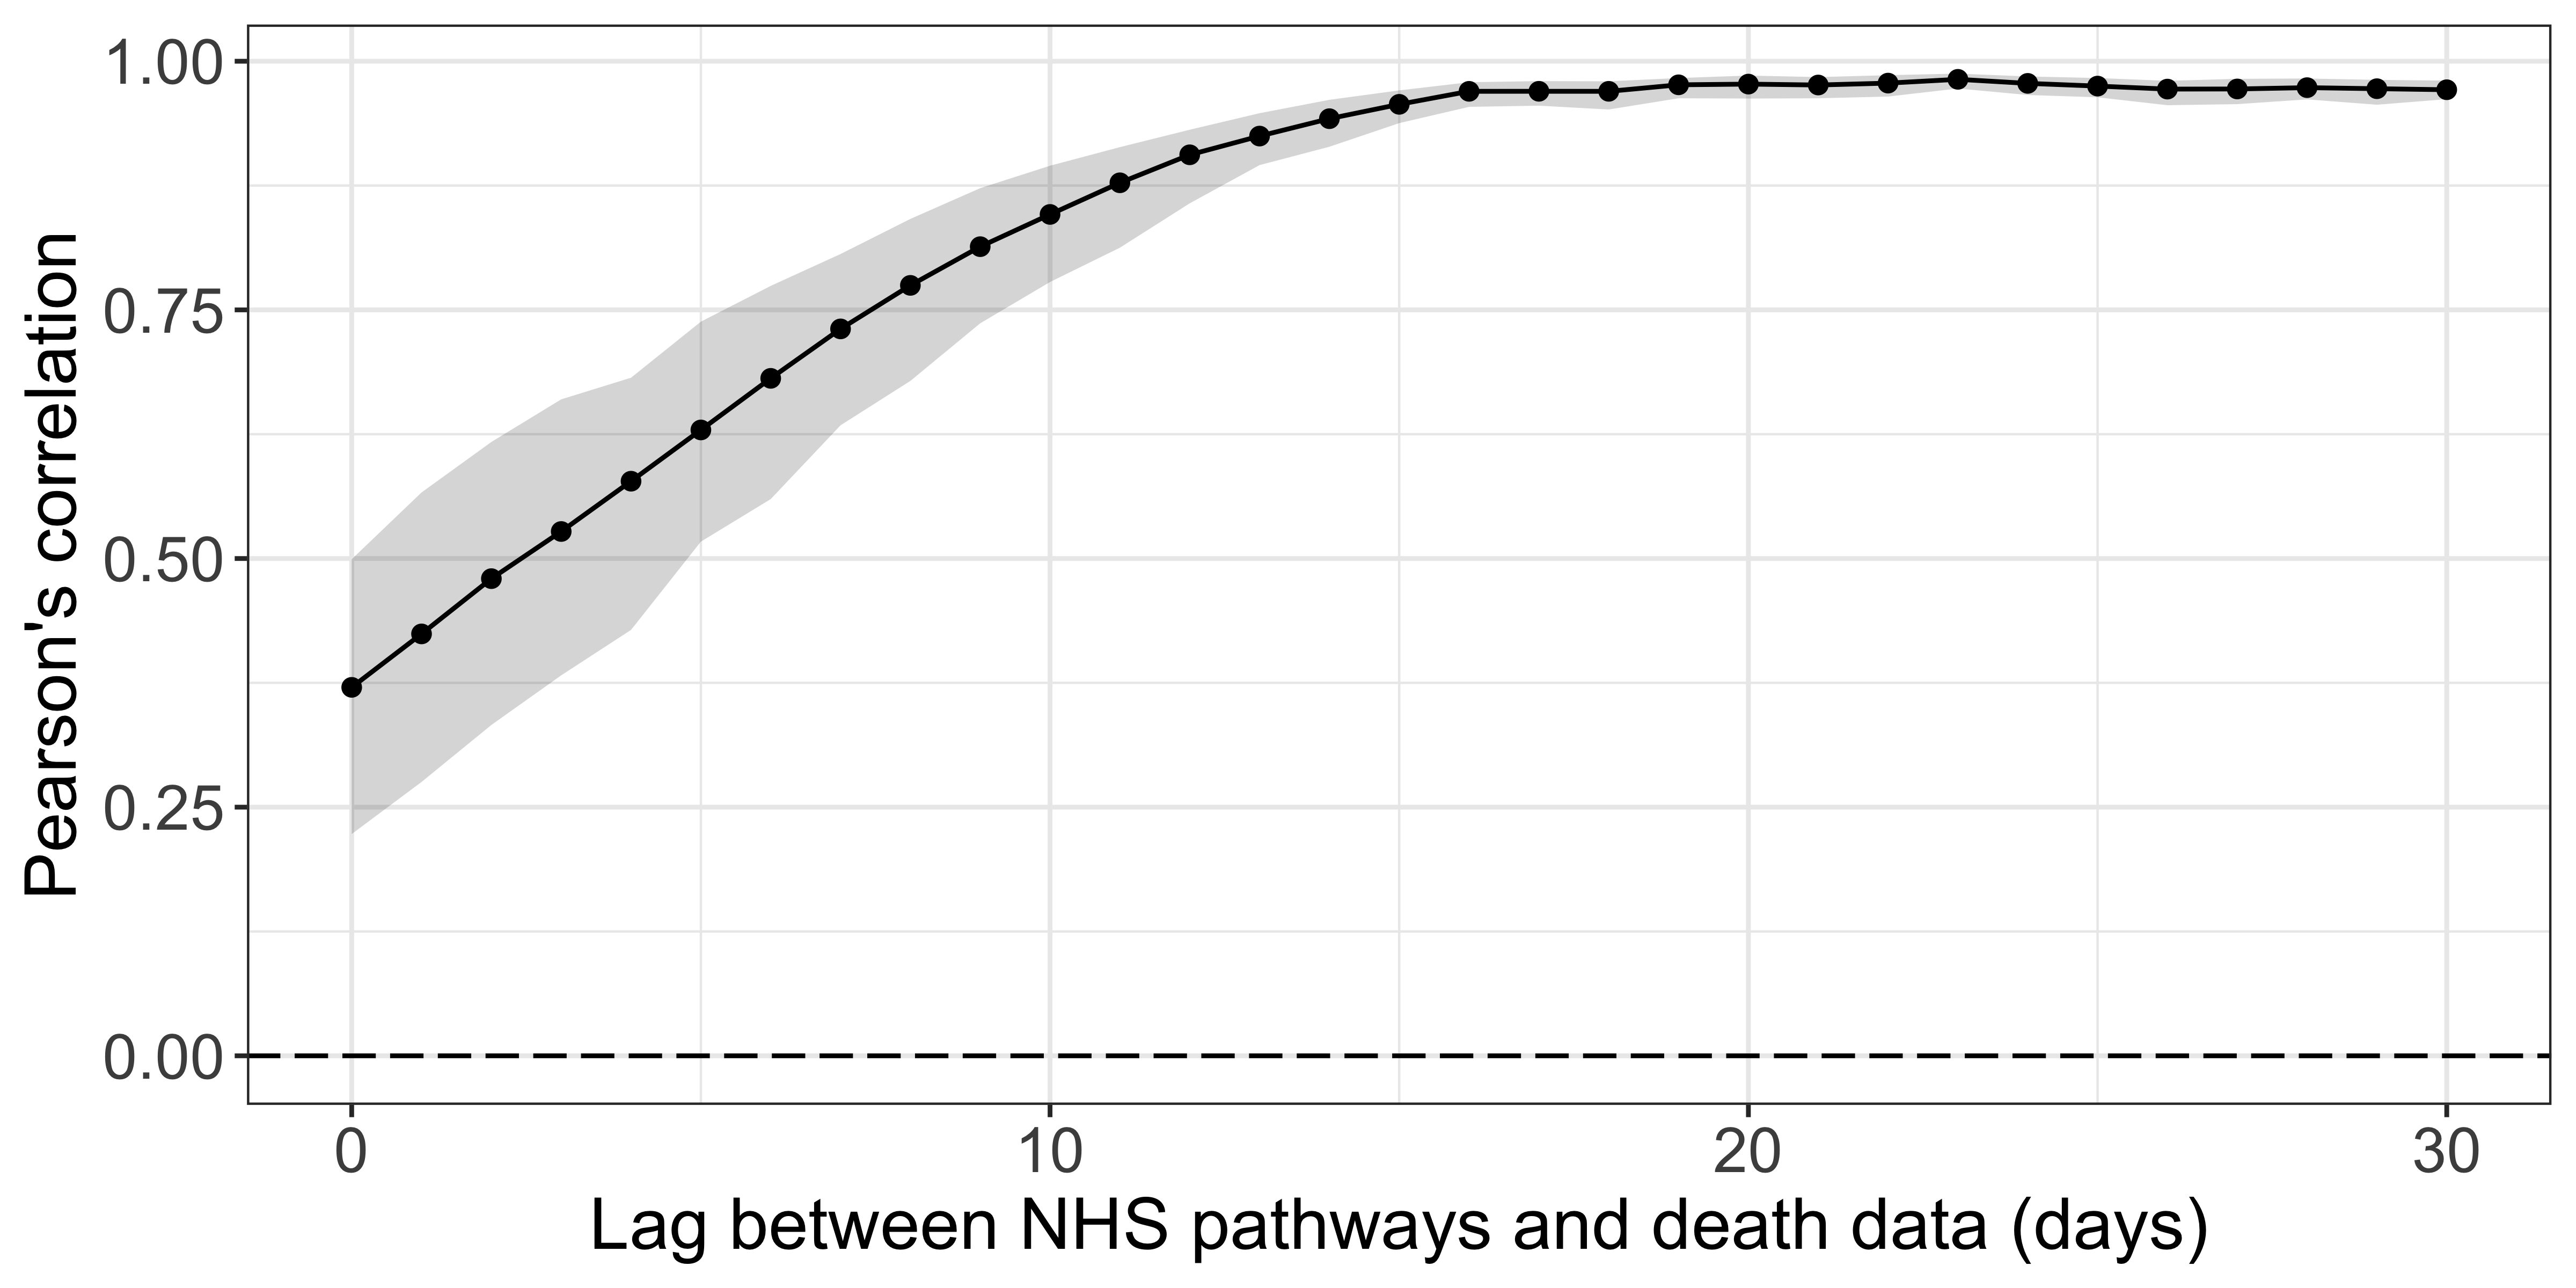 Pearson's correlation
1.00
0.75
0.50
0.25
0.00
0 10 20 30
Lag between NHS pathways and death data (days)